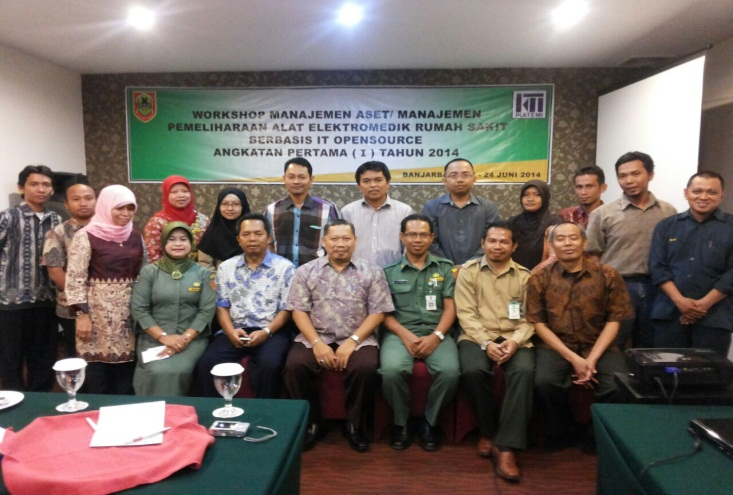 WORKSHOP MANAJEMEN ASET/ MANAJEMEN
PEMELIHARAAN ALAT ELEKTROMEDIK RUMAH SAKIT
BERBASIS IT OPENSOURCE
ANGKATAN PERTAMA ( I ) TAHUN 2014
- 24 JUNI 2014